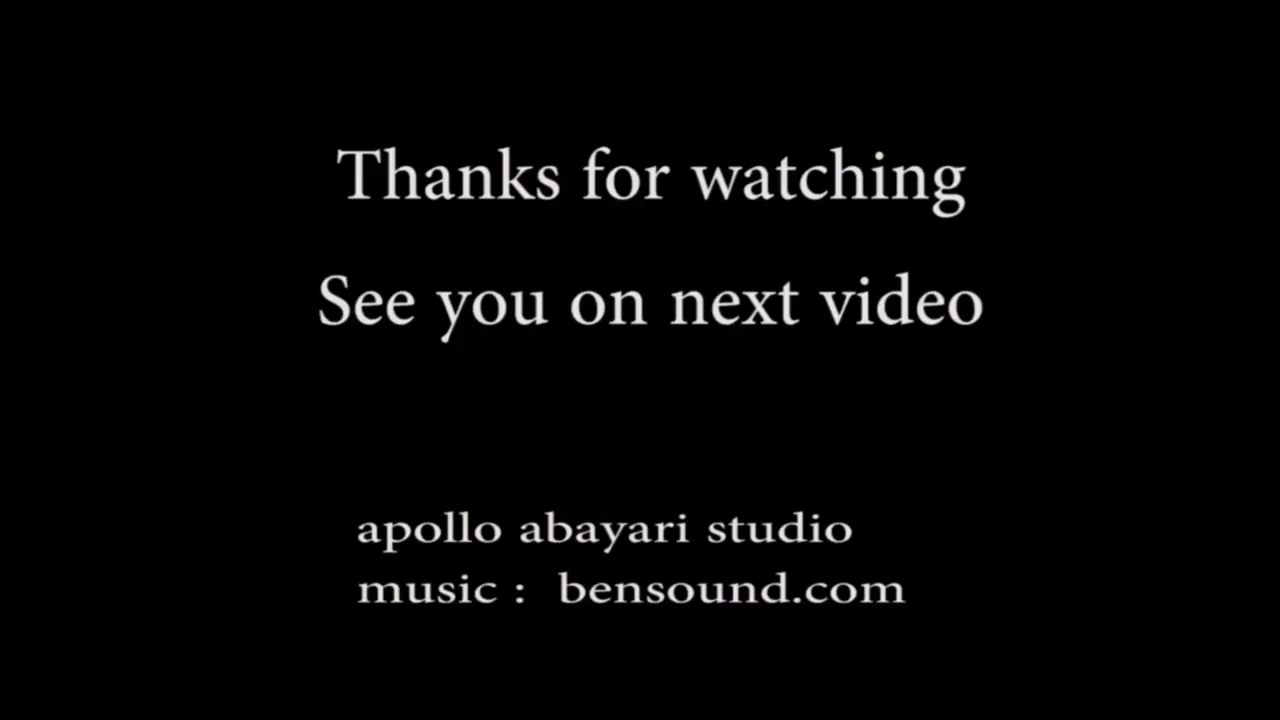 Thanks for watching
See you on next video
apollo abayari studio
music : bensound.com